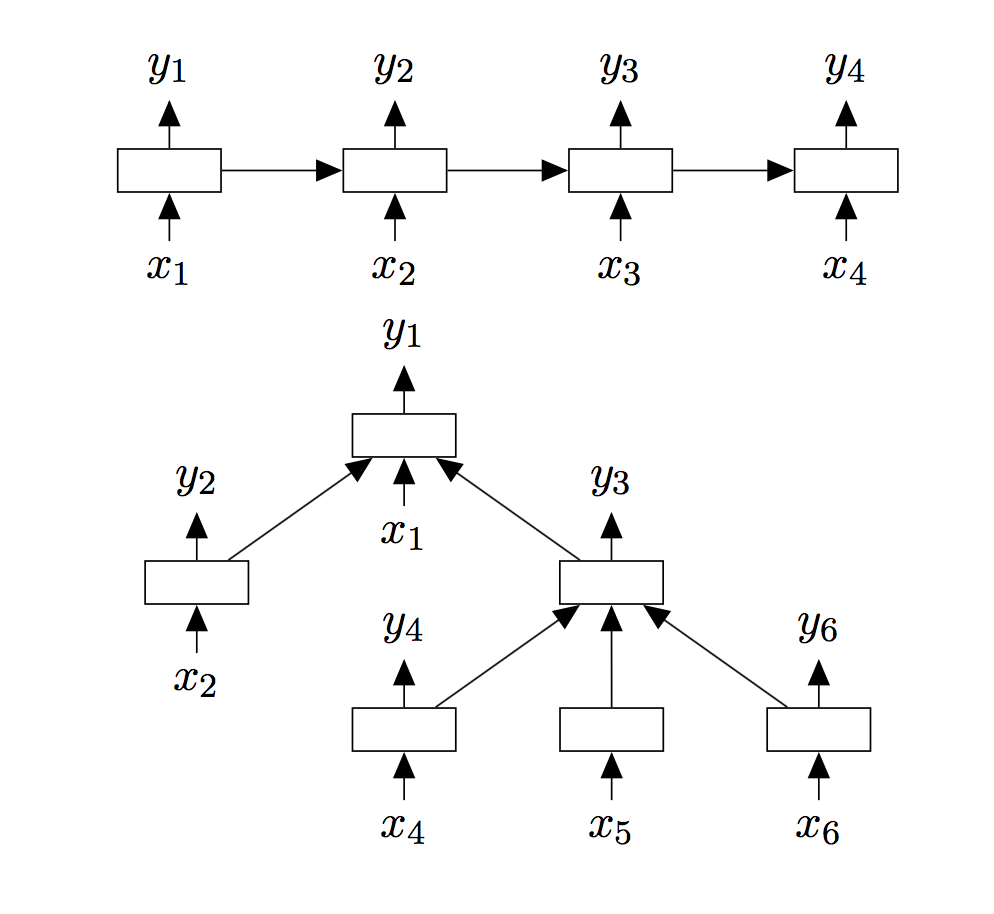 y1 y2 y3 y4
x1 x2 x3 x4
y1
y2 x1 y3
x2 y4 y6
x4 x5 x6